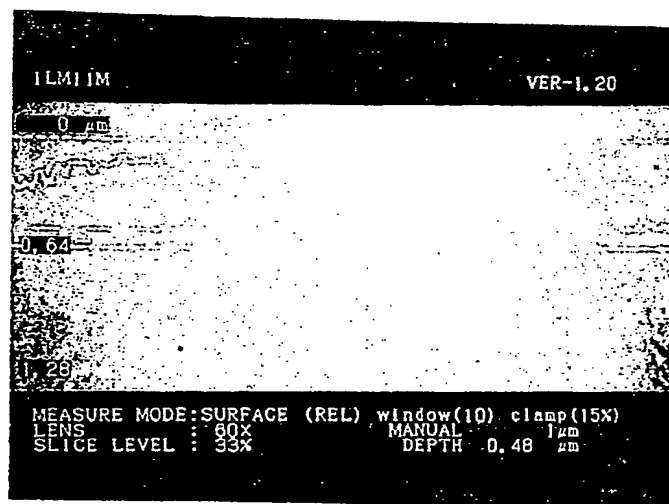 1LM11M VER-1.20
0 μm
0.64
1.28
MEASURE MODE:SURFACE (REL) window(10) clamp(15%)
LENS : 60X MANUAL 1μm
SLICE LEVEL : 33% DEPTH 0.48 μm